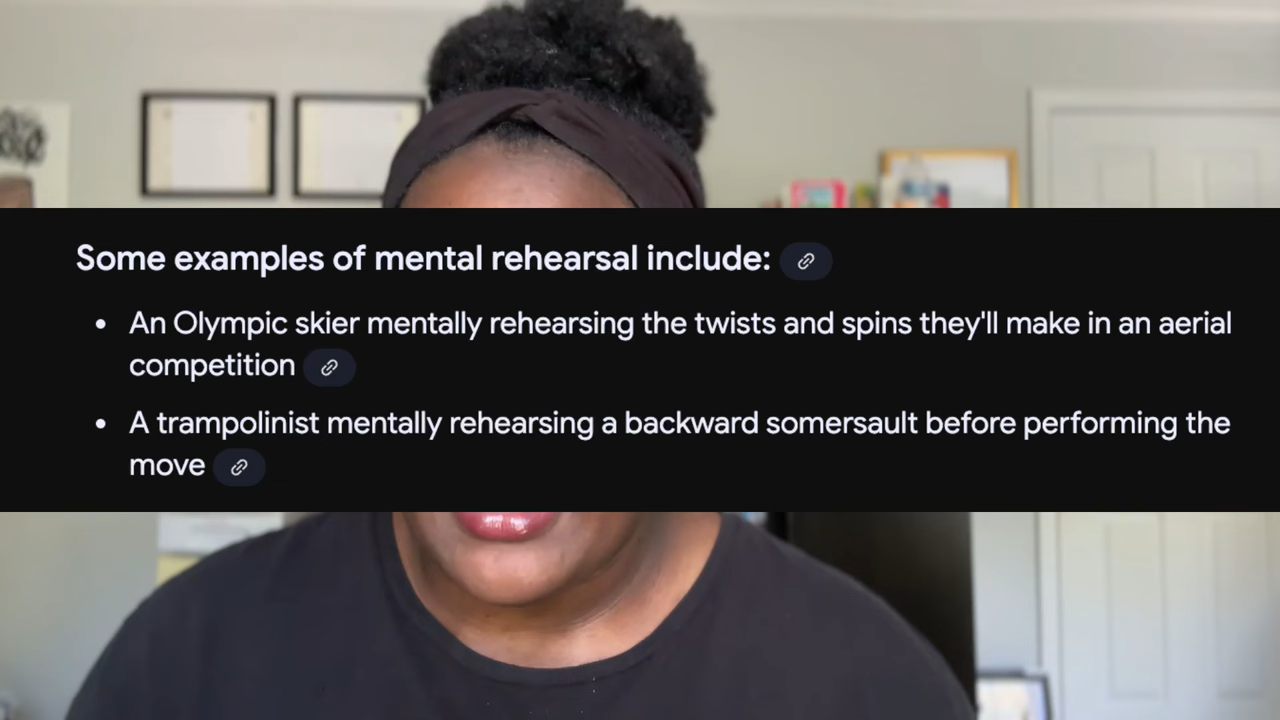 Some examples of mental rehearsal include:
• An Olympic skier mentally rehearsing the twists and spins they'll make in an aerial
competition
• A trampolinist mentally rehearsing a backward somersault before performing the
move